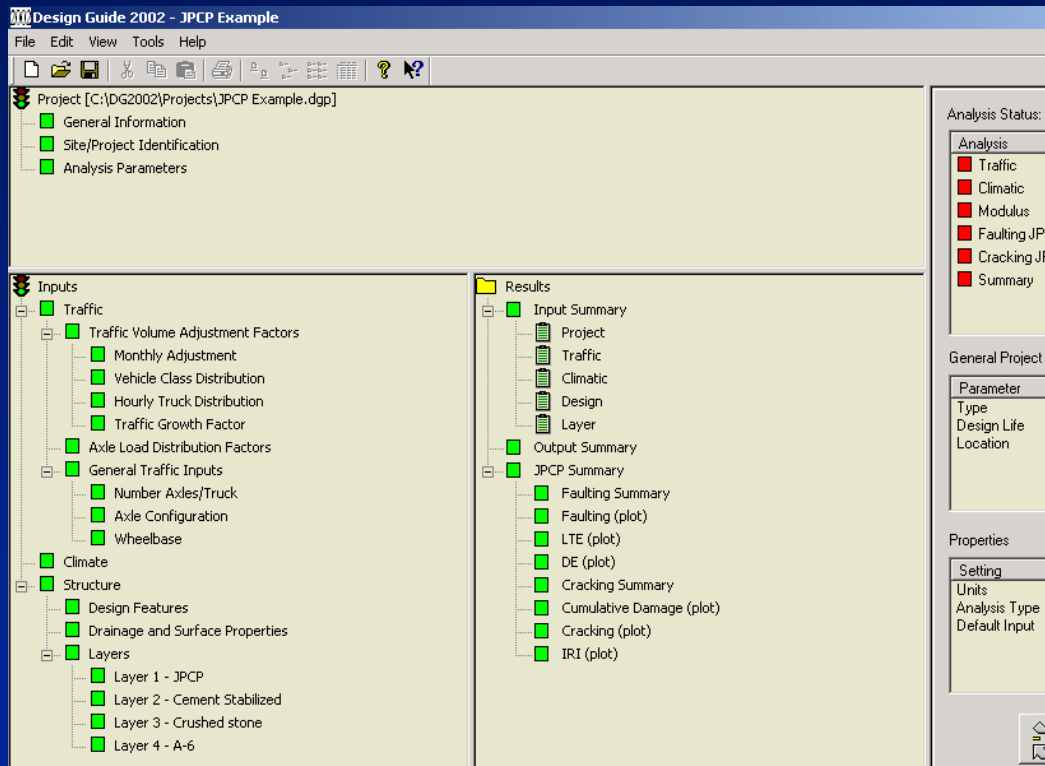 Design Guide 2002 - JPCP Example
File Edit View Tools Help
Project [C:\DG2002\Projects\JPCP Example.dgp]
General Information
Site/Project Identification
Analysis Parameters
Inputs
Traffic
Traffic Volume Adjustment Factors
Monthly Adjustment
Vehicle Class Distribution
Hourly Truck Distribution
Traffic Growth Factor
Axle Load Distribution Factors
General Traffic Inputs
Number Axles/Truck
Axle Configuration
Wheelbase
Climate
Structure
Design Features
Drainage and Surface Properties
Layers
Layer 1 - JPCP
Layer 2 - Cement Stabilized
Layer 3 - Crushed stone
Layer 4 - A-6
Results
Input Summary
Project
Traffic
Climatic
Design
Layer
Output Summary
JPCP Summary
Faulting Summary
Faulting (plot)
LTE (plot)
DE (plot)
Cracking Summary
Cumulative Damage (plot)
Cracking (plot)
IRI (plot)
Analysis Status:
Analysis
Traffic
Climatic
Modulus
Faulting JP
Cracking JP
Summary
General Project
Parameter
Type
Design Life
Location
Properties
Setting
Units
Analysis Type
Default Input